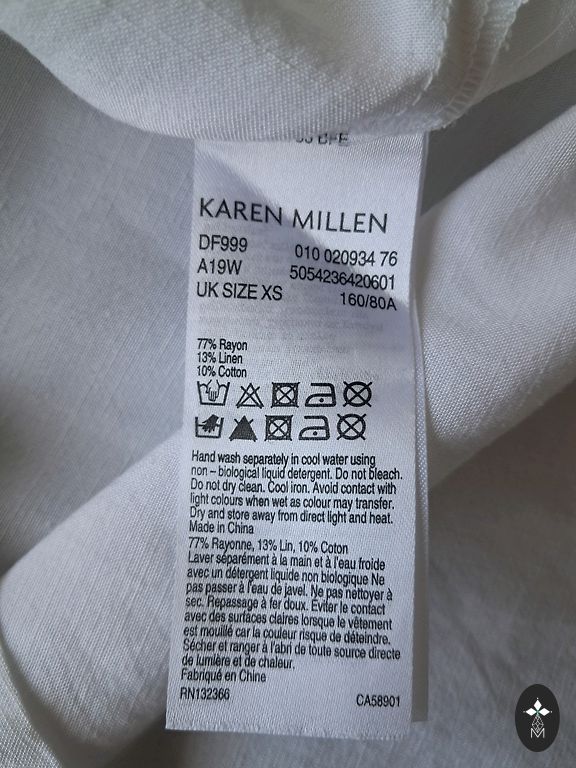 KAREN MILLEN
DF999 010 020934 76
A19W 5054236420601
UK SIZE XS 160/80A
77% Rayon
13% Linen
10% Cotton
Hand wash separately in cool water using
non – biological liquid detergent. Do not bleach.
Do not dry clean. Cool iron. Avoid contact with
light colours when wet as colour may transfer.
Dry and store away from direct light and heat.
Made in China
77% Rayonne, 13% Lin, 10% Coton
Laver séparément à la main et à l'eau froide
avec un détergent liquide non biologique Ne
pas passer à l'eau de javel. Ne pas nettoyer à
sec. Repassage à fer doux. Éviter le contact
avec des surfaces claires lorsque le vêtement
est mouillé car la couleur risque de déteindre.
Sécher et ranger à l'abri de toute source directe
de lumière et de chaleur.
Fabriqué en Chine
RN132366 CA58901
M